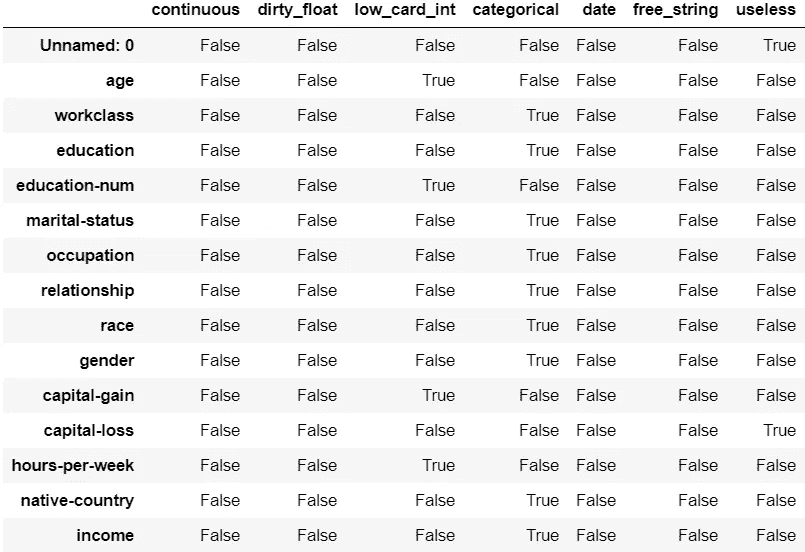 continuous dirty_float low_card_int categorical date free_string useless
Unnamed: 0 False False False False False False True
age False False True False False False False
workclass False False False True False False False
education False False False True False False False
education-num False False True False False False False
marital-status False False False True False False False
occupation False False False True False False False
relationship False False False True False False False
race False False False True False False False
gender False False False True False False False
capital-gain False False True False False False False
capital-loss False False False False False False True
hours-per-week False False True False False False False
native-country False False False True False False False
income False False False True False False False